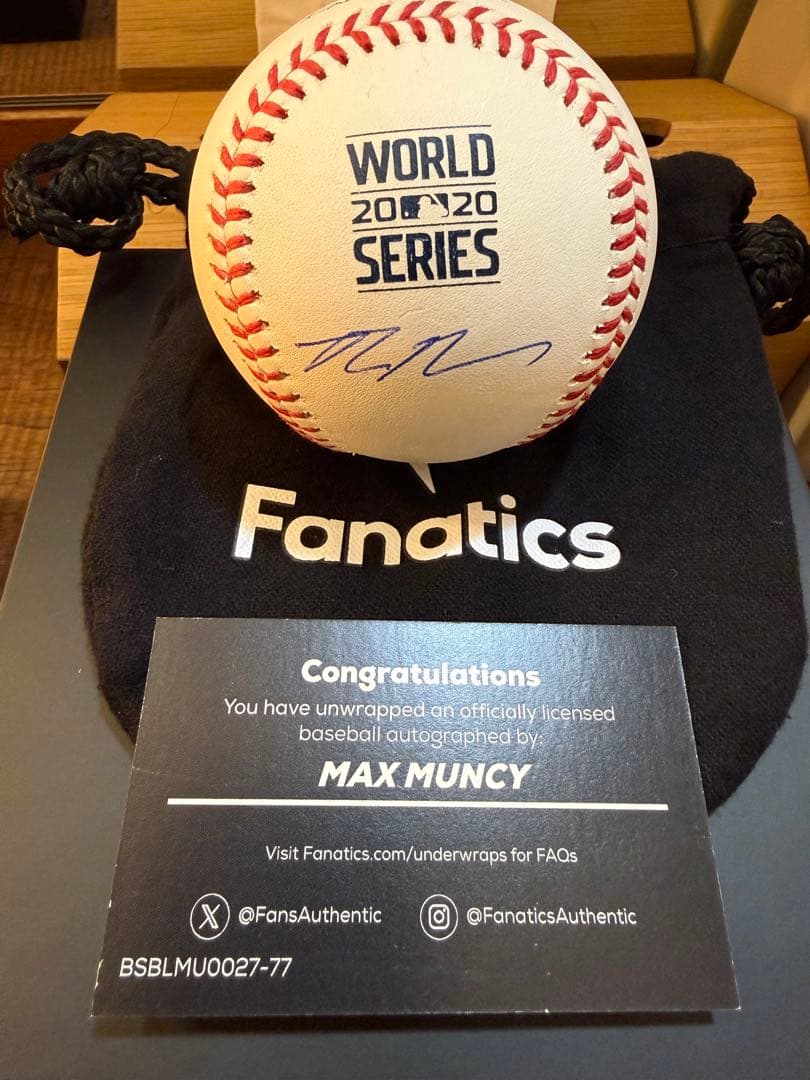 WORLD
2020
SERIES
Fanatics
Congratulations
You have unwrapped an officially licensed
baseball autographed by:
MAX MUNCY
Visit Fanatics.com/underwraps for FAQs
@FansAuthentic @FanaticsAuthentic
BSBLMU0027-77